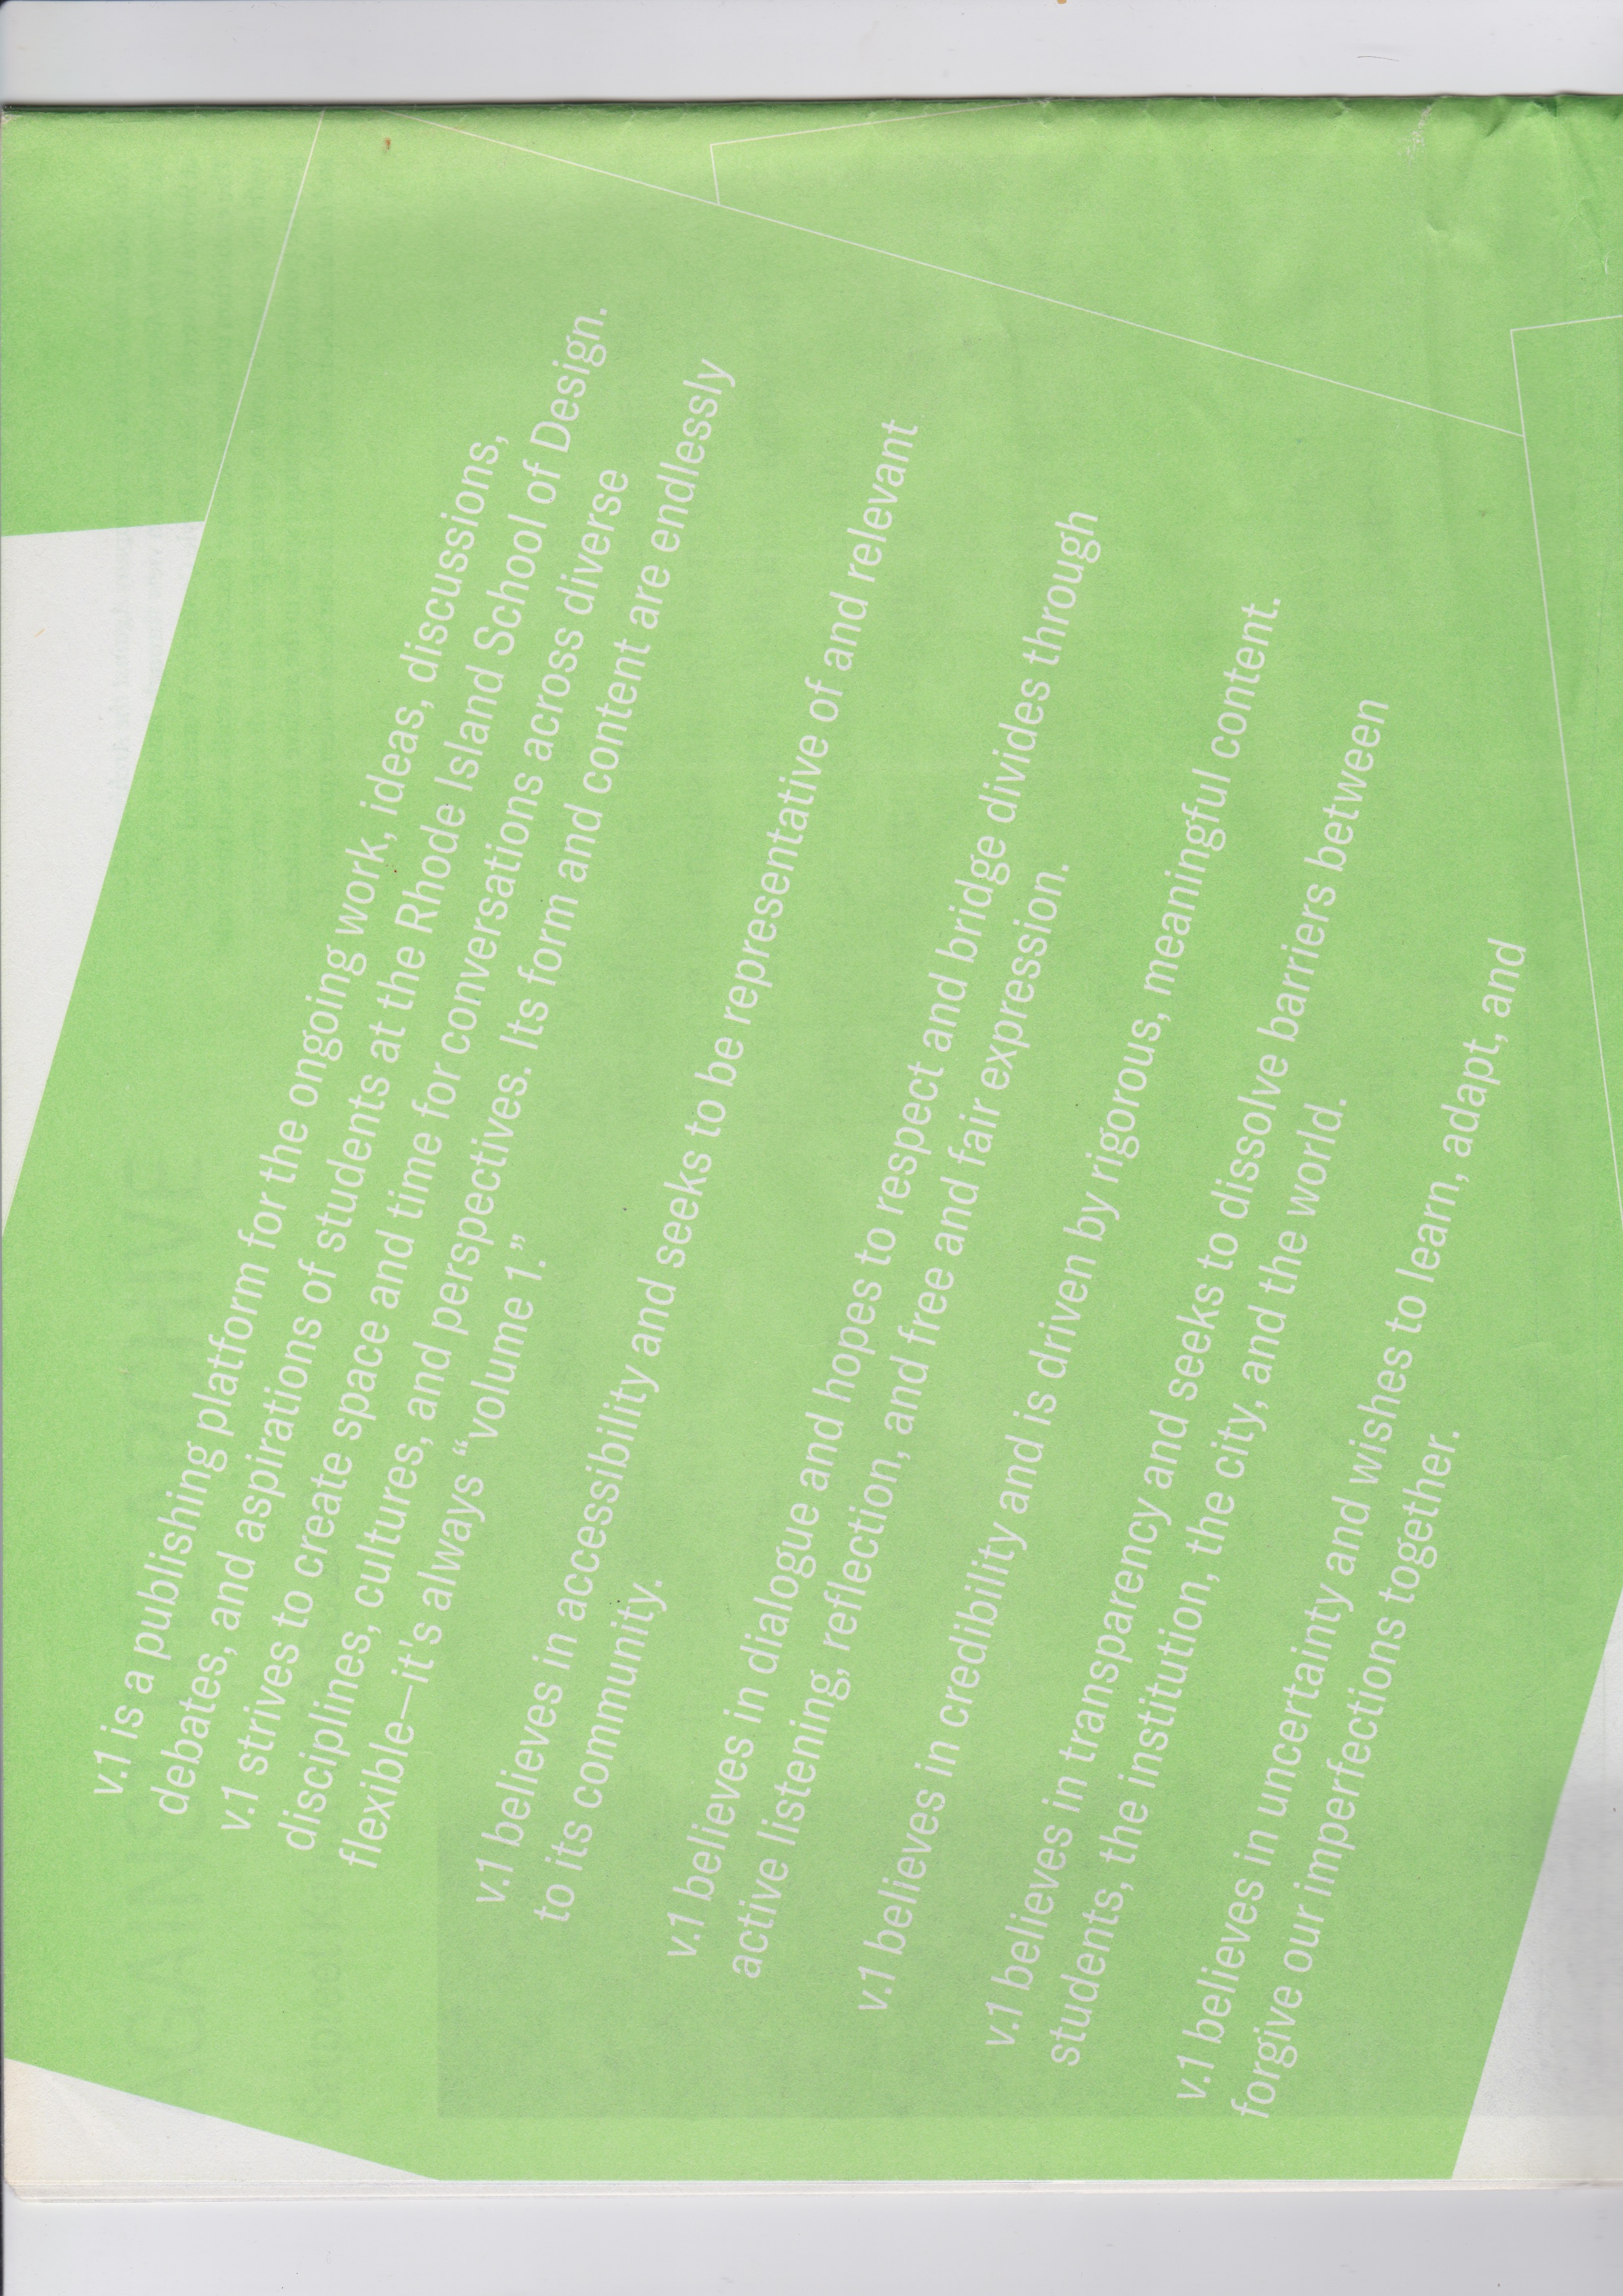 v.1 is a publishing platform for the ongoing work, ideas, discussions,
debates, and aspirations of students at the Rhode Island School of Design.
v.1 strives to create space and time for conversations across diverse
disciplines, cultures, and perspectives. Its form and content are endlessly
flexible—it's always “volume 1.”
v.1 believes in accessibility and seeks to be representative of and relevant
to its community.
v.1 believes in dialogue and hopes to respect and bridge divides through
active listening, reflection, and free and fair expression.
v.1 believes in credibility and is driven by rigorous, meaningful content.
v.1 believes in transparency and seeks to dissolve barriers between
students, the institution, the city, and the world.
v.1 believes in uncertainty and wishes to learn, adapt, and
forgive our imperfections together.